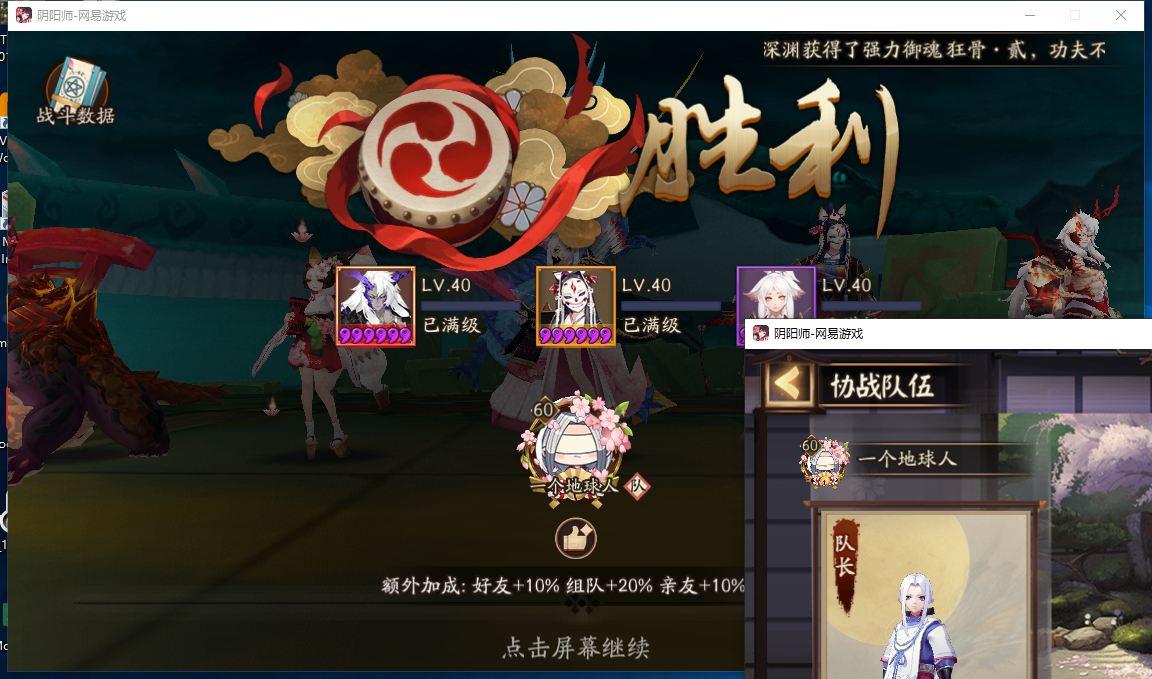 阴阳师-网易游戏
深渊获得了强力御魂狂骨·贰，功夫不
战斗数据
胜利
LV.40
已满级
999999
LV.40
已满级
999999
LV.40
60
一个地球人
队
额外加成: 好友+10% 组队+20% 亲友+10%
点击屏幕继续
阴阳师-网易游戏
协战队伍
60
一个地球人
队长